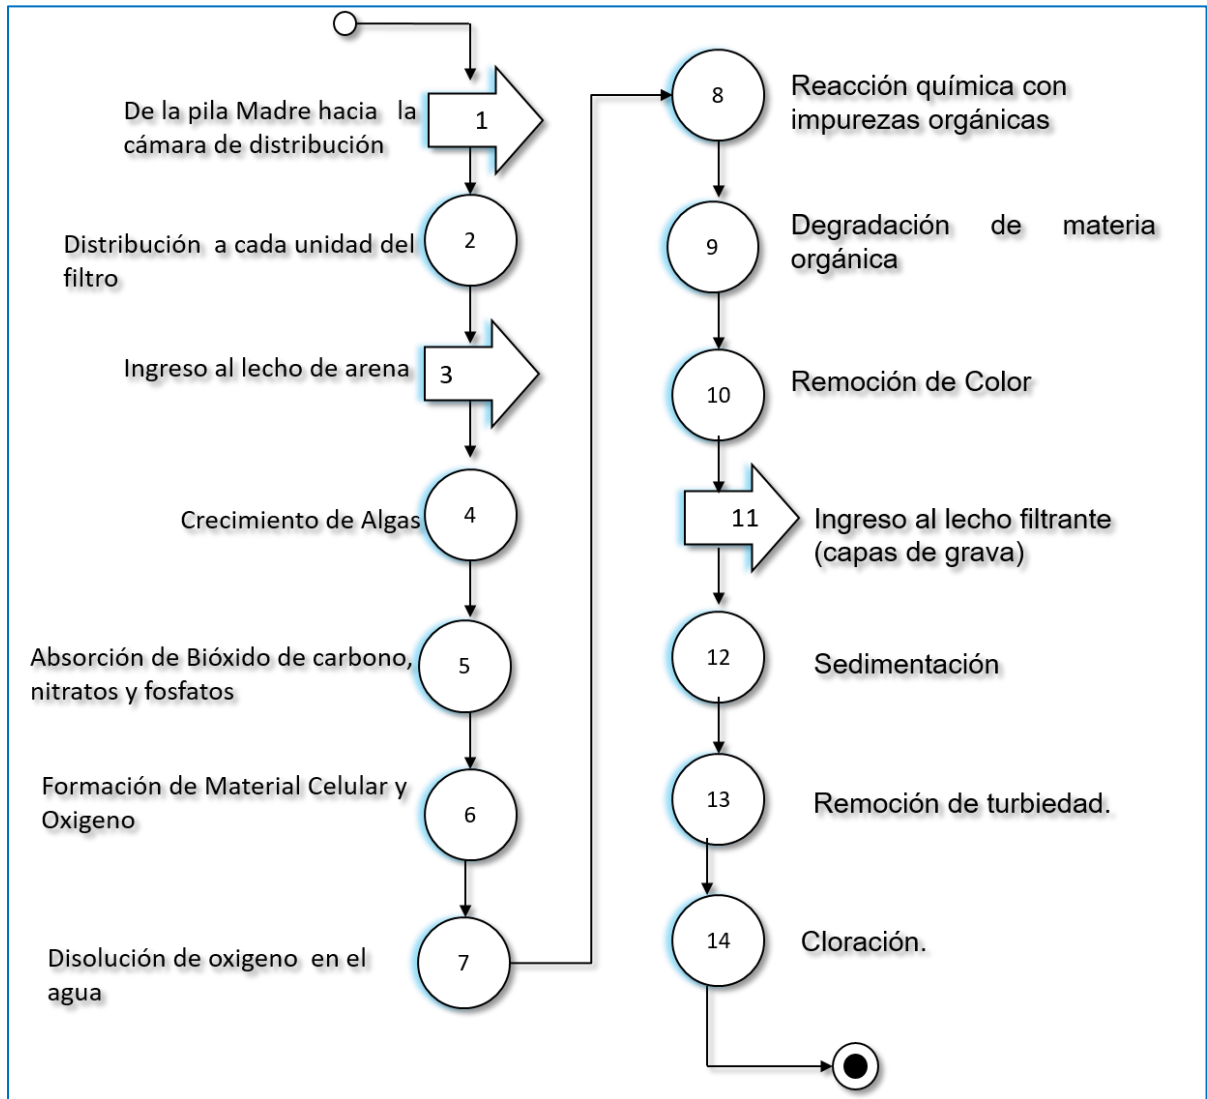 De la pila Madre hacia la
cámara de distribución
1
Distribución a cada unidad del
filtro
2
Ingreso al lecho de arena
3
Crecimiento de Algas
4
Absorción de Bióxido de carbono,
nitratos y fosfatos
5
Formación de Material Celular y
Oxigeno
6
Disolución de oxigeno en el
agua
7
8
Reacción química con
impurezas orgánicas
9
Degradación de materia
orgánica
10
Remoción de Color
11
Ingreso al lecho filtrante
(capas de grava)
12
Sedimentación
13
Remoción de turbiedad.
14
Cloración.